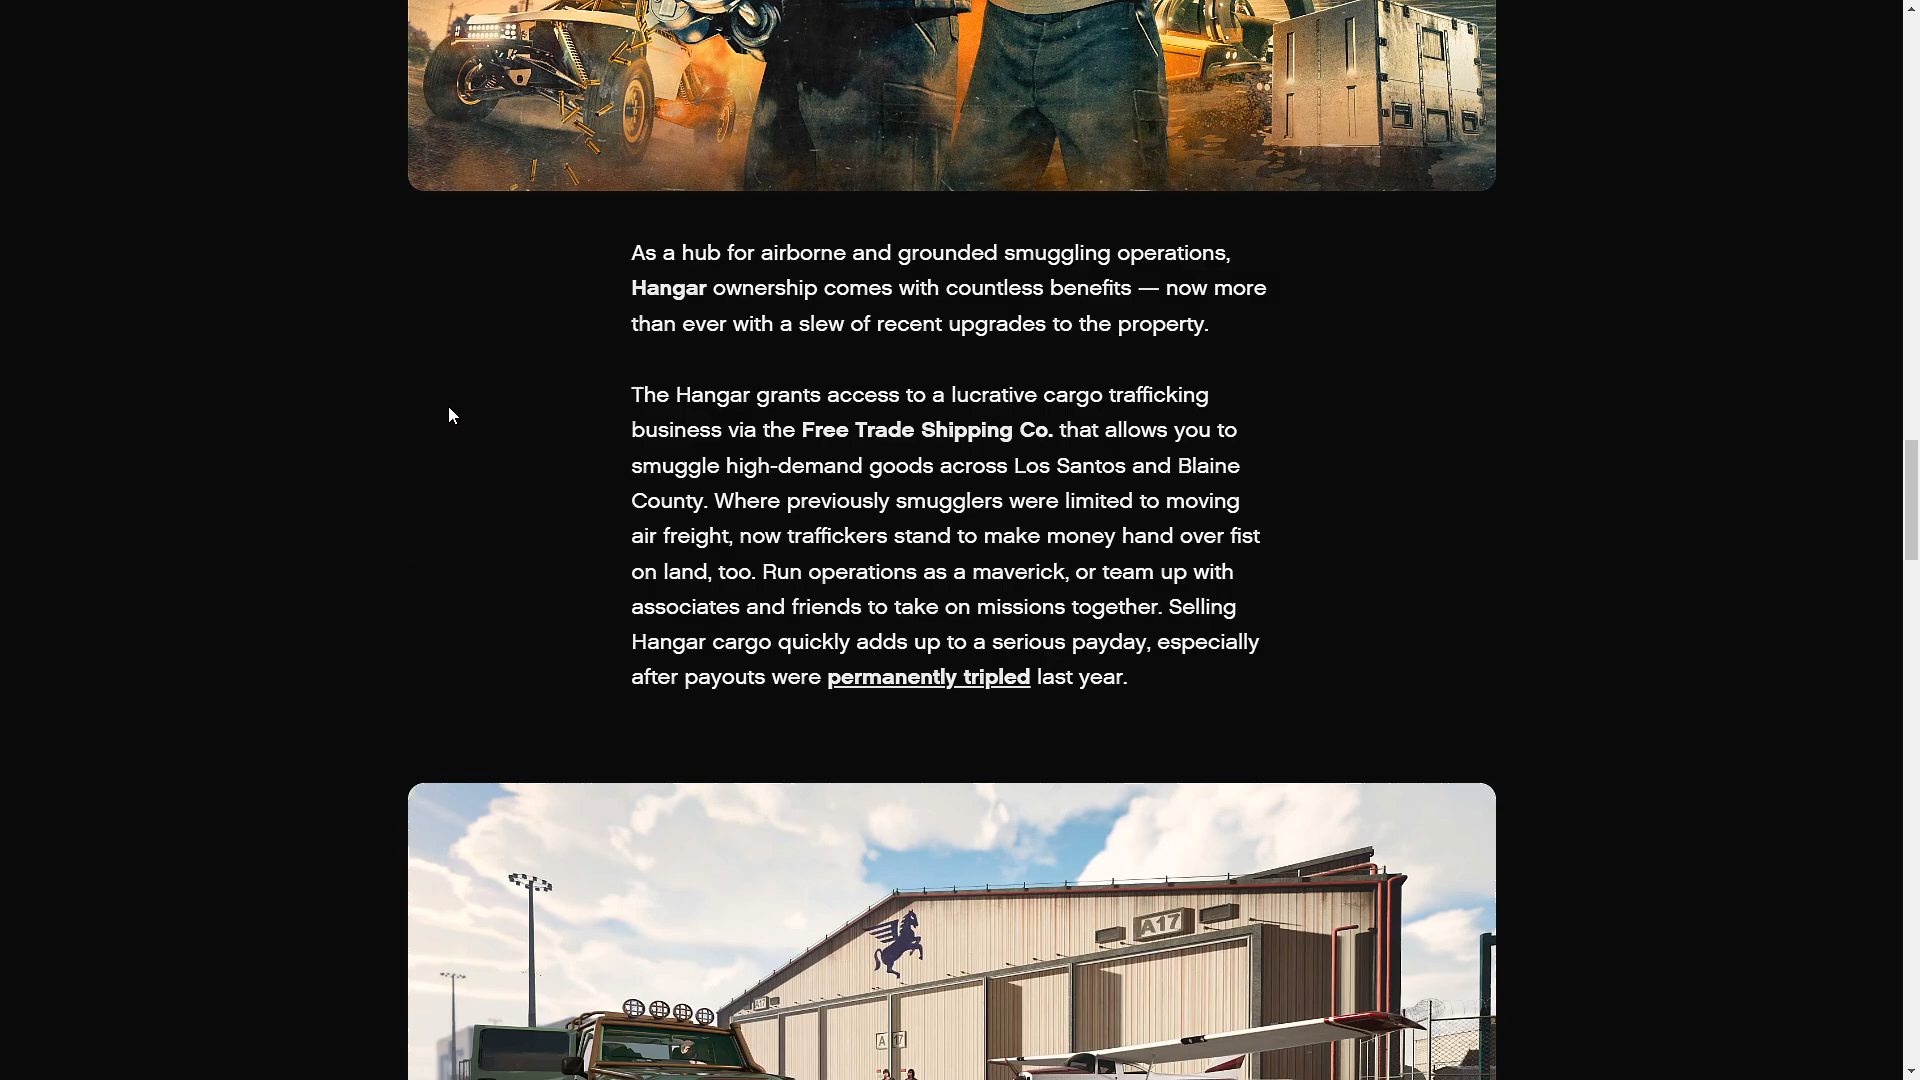 As a hub for airborne and grounded smuggling operations,
Hangar ownership comes with countless benefits — now more
than ever with a slew of recent upgrades to the property.
The Hangar grants access to a lucrative cargo trafficking
business via the Free Trade Shipping Co. that allows you to
smuggle high-demand goods across Los Santos and Blaine
County. Where previously smugglers were limited to moving
air freight, now traffickers stand to make money hand over fist
on land, too. Run operations as a maverick, or team up with
associates and friends to take on missions together. Selling
Hangar cargo quickly adds up to a serious payday, especially
after payouts were permanently tripled last year.
A17
A17
A 17